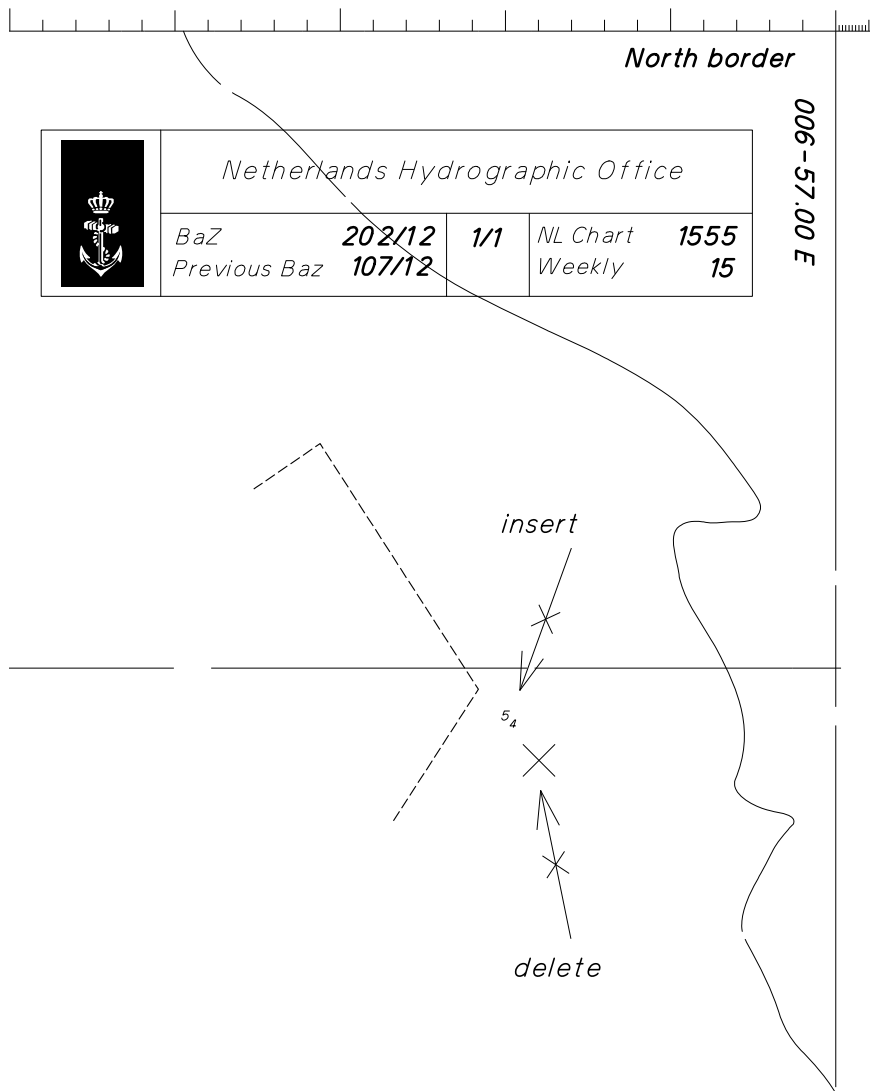 North border
006-57.00 E
Netherlands Hydrographic Office
BaZ 202/12 1/1 NL Chart 1555
Previous Baz 107/12 Weekly 15
insert
5₄
delete